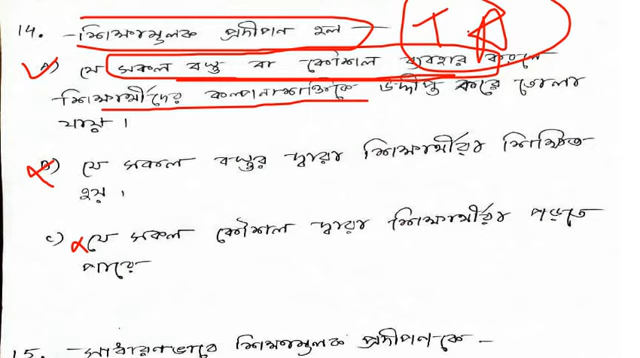 14. - শিক্ষামূলক প্রদীপন হল - T A
a) যে সকল বস্তু বা কৌশল ব্যবহার করলে
শিক্ষার্থীদের কল্পনাশক্তিকে উদ্দীপ্ত করে তোলা
যায়।
b) যে সকল বস্তুর দ্বারা শিক্ষার্থীরা শিক্ষিত
হয়।
c) যে সকল কৌশল দ্বারা শিক্ষার্থীরা পড়তে
পারে
15. - সাধারণভাবে শিক্ষামূলক প্রদীপনকে -